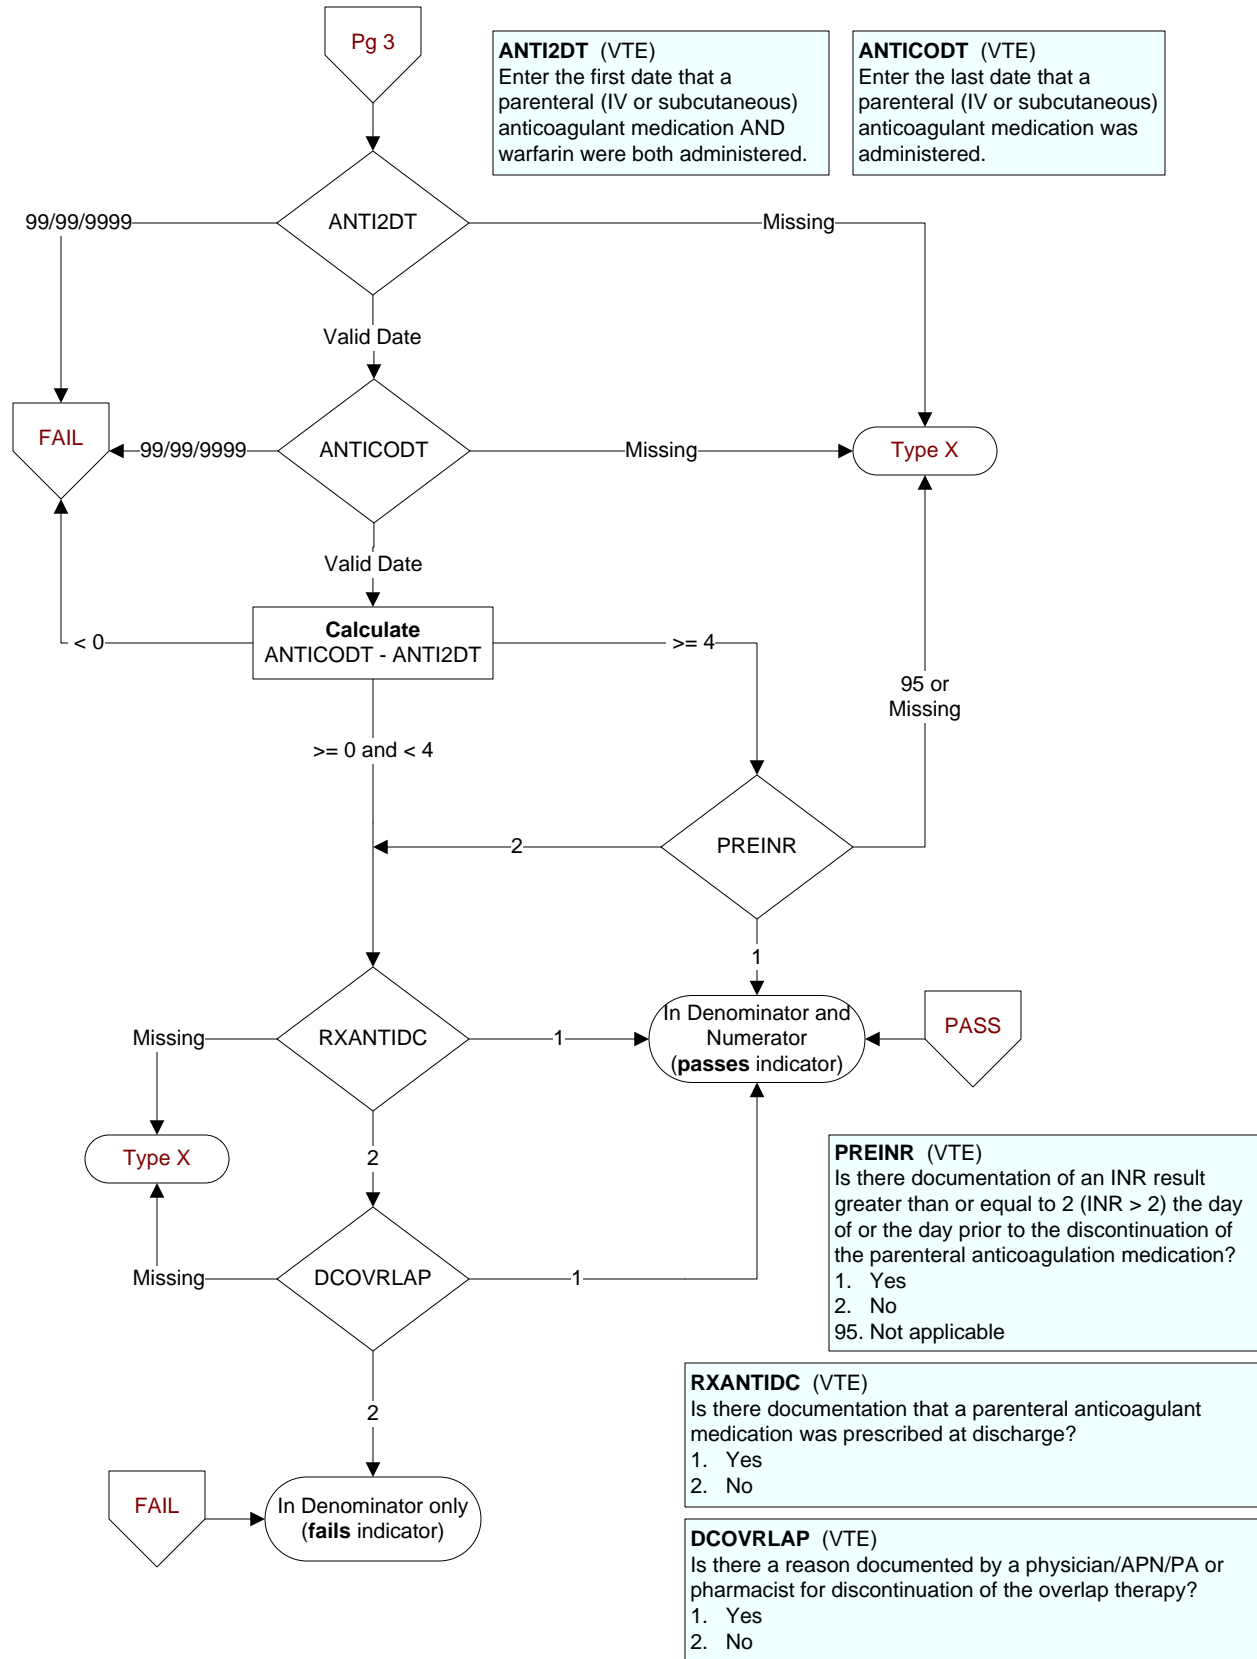 Pg 3
ANTI2DT (VTE)
Enter the first date that a
parenteral (IV or subcutaneous)
anticoagulant medication AND
warfarin were both administered.
ANTICODT (VTE)
Enter the last date that a
parenteral (IV or subcutaneous)
anticoagulant medication was
administered.
99/99/9999
ANTI2DT
Missing
Valid Date
FAIL
99/99/9999
ANTICODT
Missing
Type X
Valid Date
< 0
Calculate
ANTICODT - ANTI2DT
>= 4
95 or
Missing
>= 0 and < 4
2
PREINR
1
Missing
RXANTIDC
1
In Denominator and
Numerator
(passes indicator)
PASS
Type X
2
PREINR (VTE)
Is there documentation of an INR result
greater than or equal to 2 (INR > 2) the day
of or the day prior to the discontinuation of
the parenteral anticoagulation medication?
1. Yes
2. No
95. Not applicable
Missing
DCOVRLAP
1
2
RXANTIDC (VTE)
Is there documentation that a parenteral anticoagulant
medication was prescribed at discharge?
1. Yes
2. No
FAIL
In Denominator only
(fails indicator)
DCOVRLAP (VTE)
Is there a reason documented by a physician/APN/PA or
pharmacist for discontinuation of the overlap therapy?
1. Yes
2. No